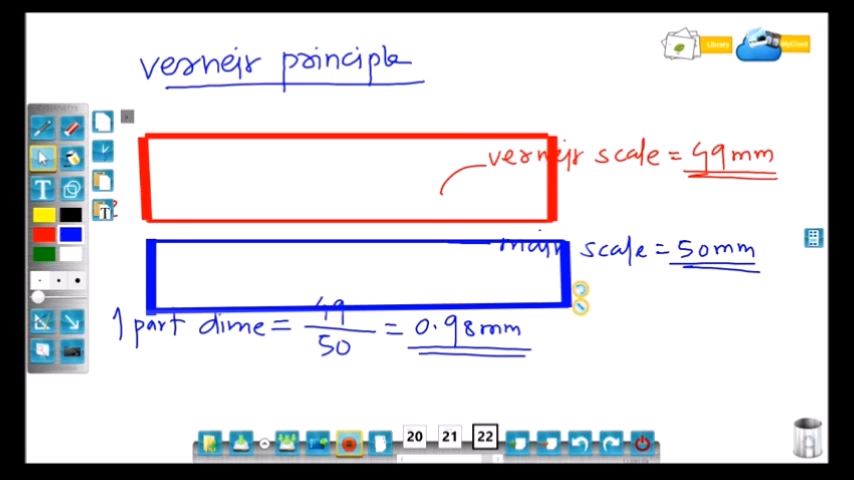 verneir principle
Library
MyCloud
verneir scale = 49mm
main scale = 50mm
1 part dime = 49/50 = 0.98mm
20 21 22